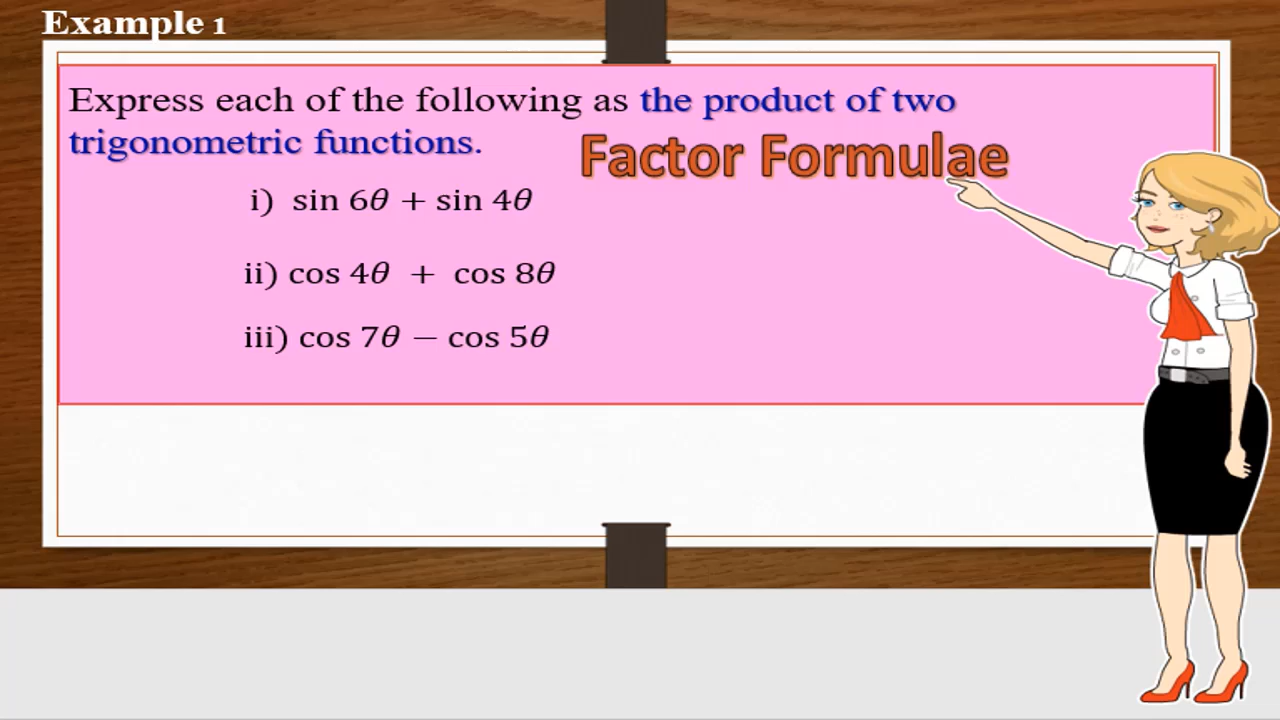 Example 1
Express each of the following as the product of two
trigonometric functions.
Factor Formulae
i) sin 6θ + sin 4θ
ii) cos 4θ + cos 8θ
iii) cos 7θ − cos 5θ